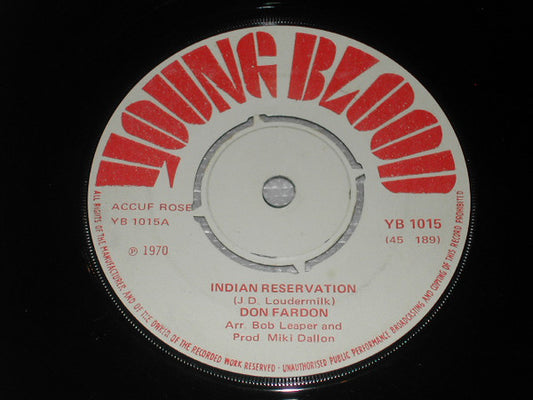 YOUNG BLOOD
ACCUF ROSE
YB 1015A
℗ 1970
YB 1015
(45 189)
INDIAN RESERVATION
(J.D. Loudermilk)
DON FARDON
Arr. Bob Leaper and
Prod. Miki Dallon
ALL RIGHTS OF THE MANUFACTURER AND OF THE OWNER OF THE RECORDED WORK RESERVED - UNAUTHORISED PUBLIC PERFORMANCE BROADCASTING AND COPYING OF THIS RECORD PROHIBITED